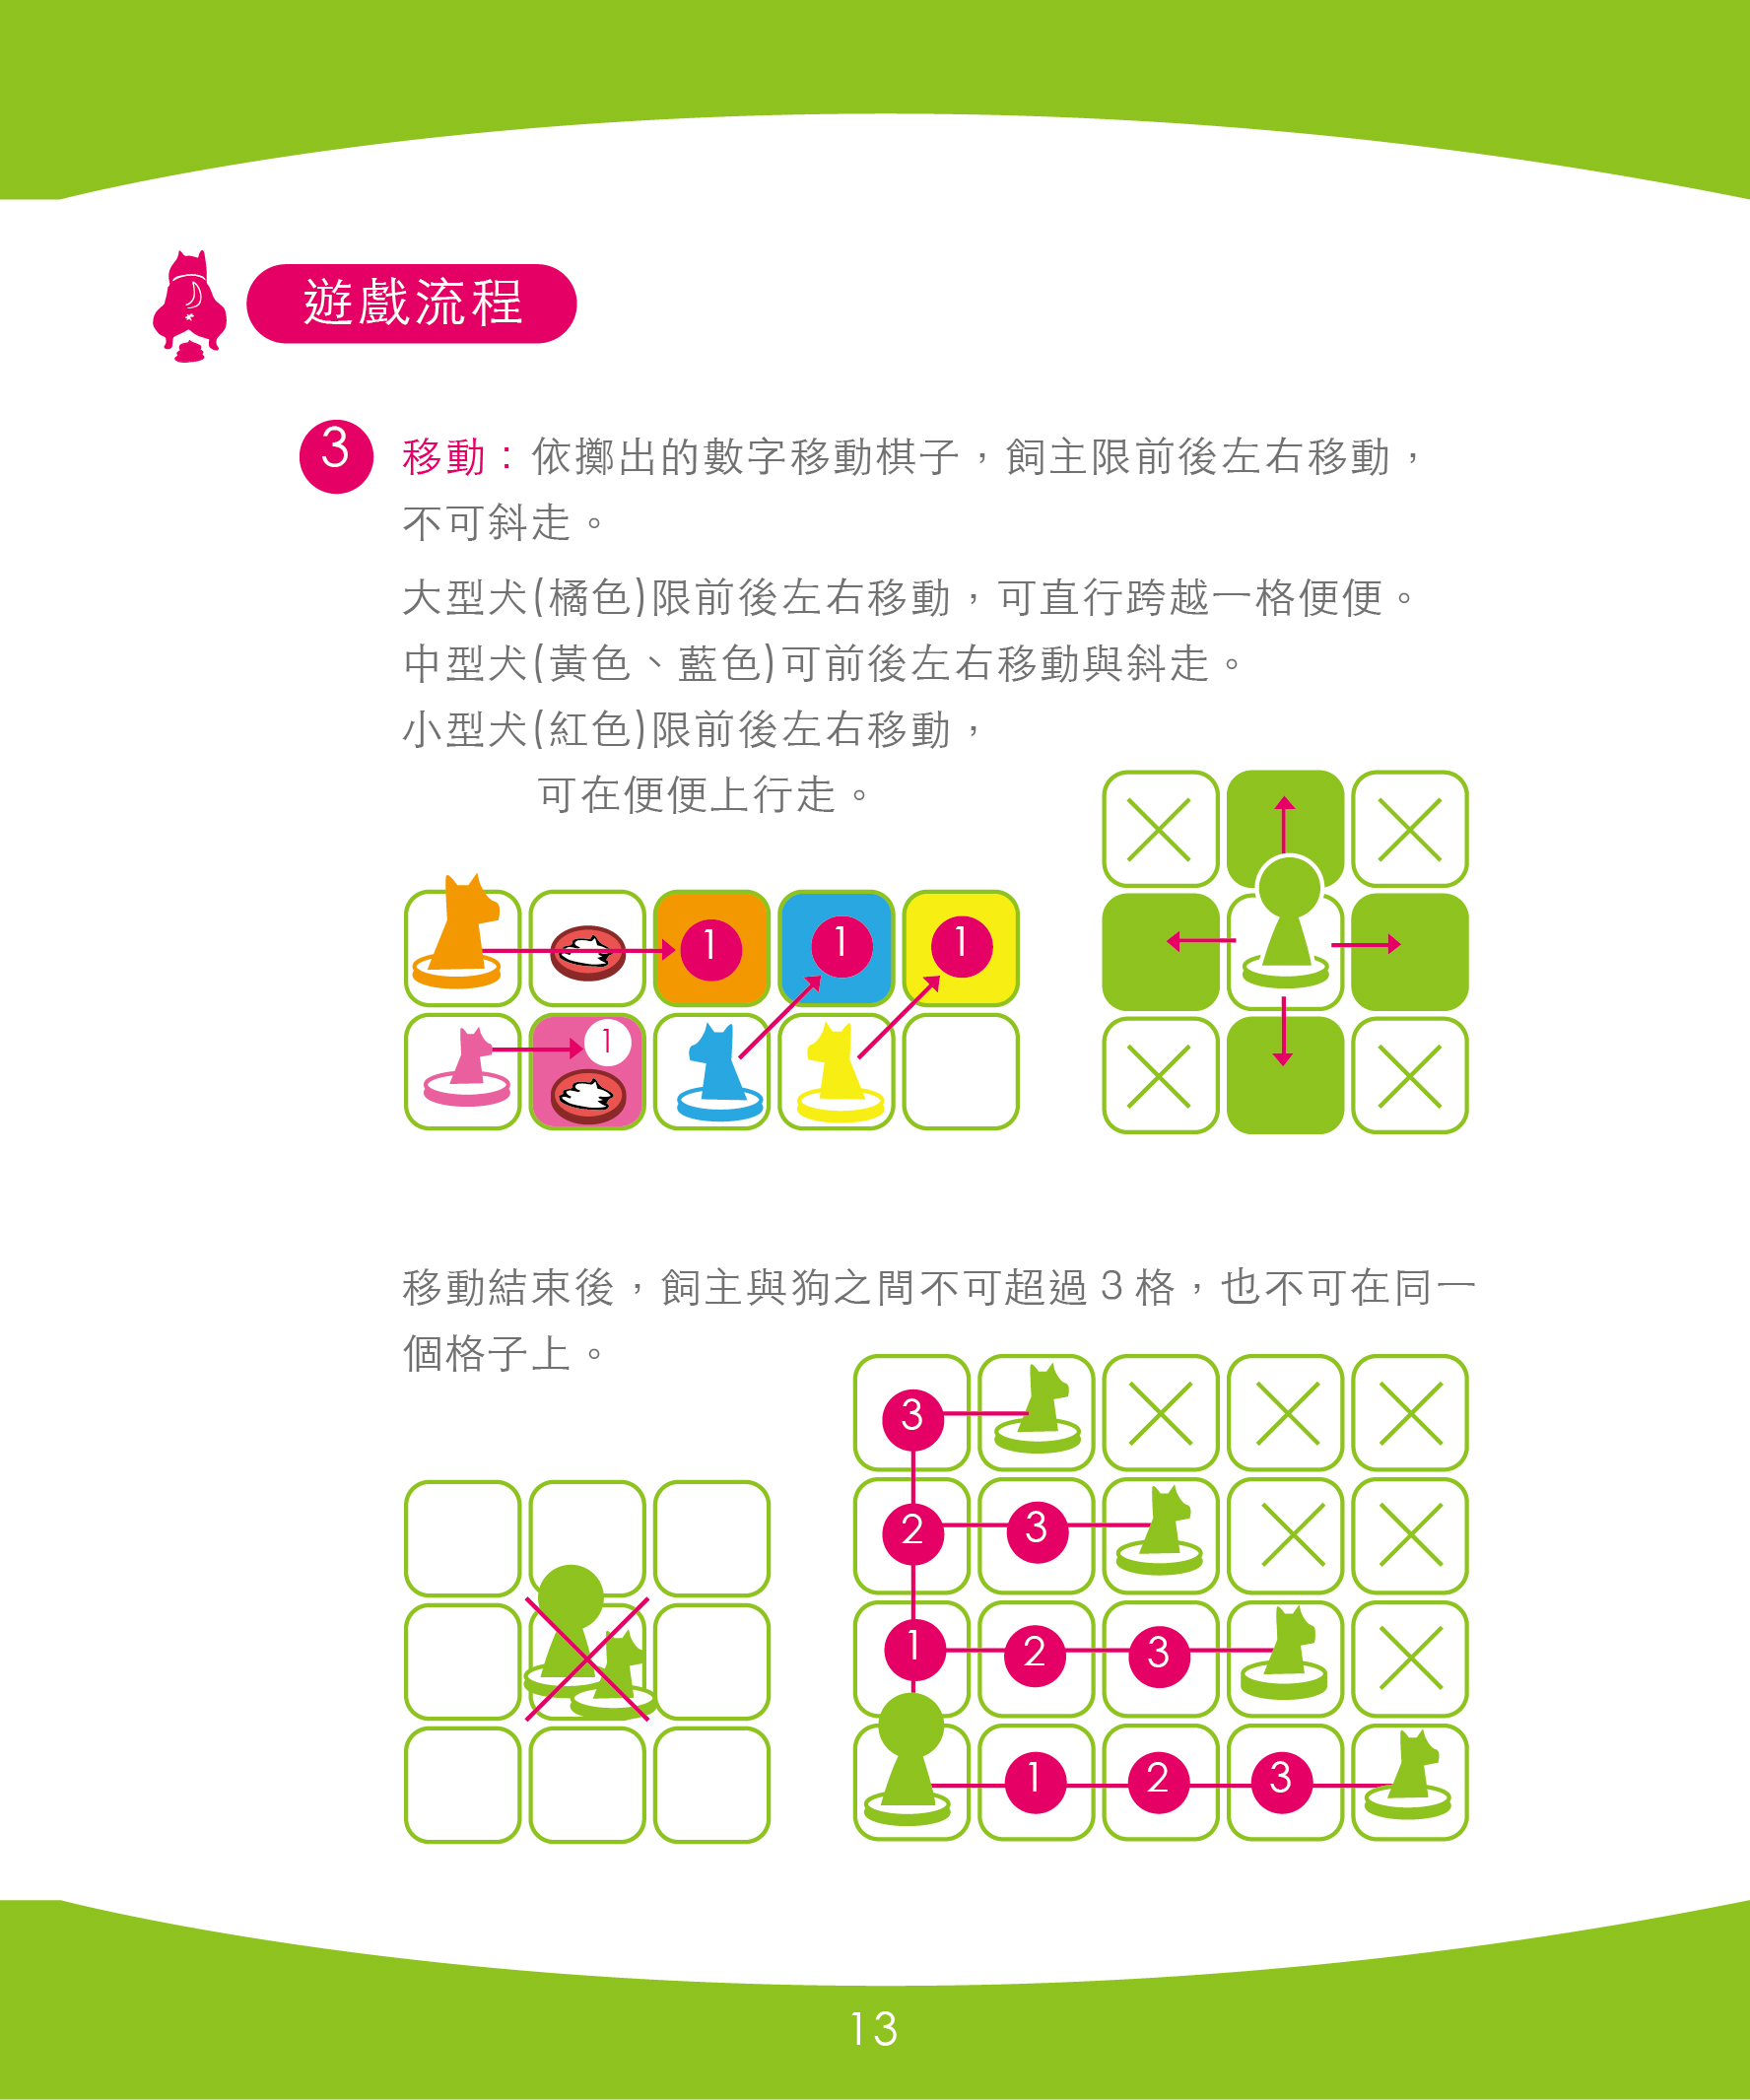 遊戲流程
3 移動：依擲出的數字移動棋子，飼主限前後左右移動，
不可斜走。
大型犬(橘色)限前後左右移動，可直行跨越一格便便。
中型犬(黃色、藍色)可前後左右移動與斜走。
小型犬(紅色)限前後左右移動，
可在便便上行走。
1 1 1
1
移動結束後，飼主與狗之間不可超過3格，也不可在同一
個格子上。
3
2 3
1 2 3
1 2 3
13